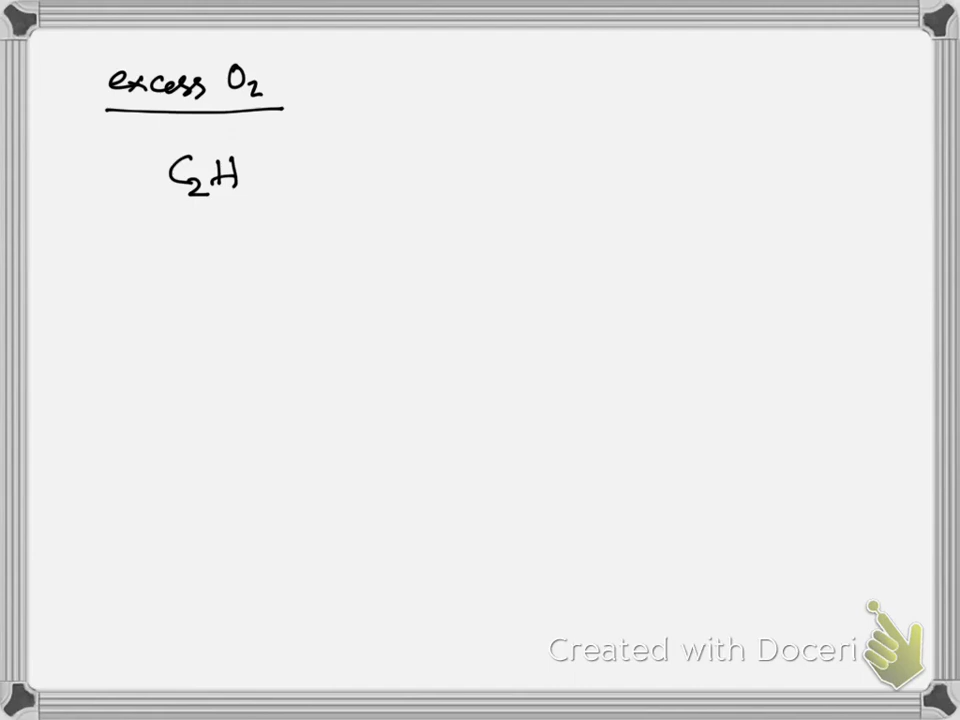 excess O₂
C₂H
Created with Doceri